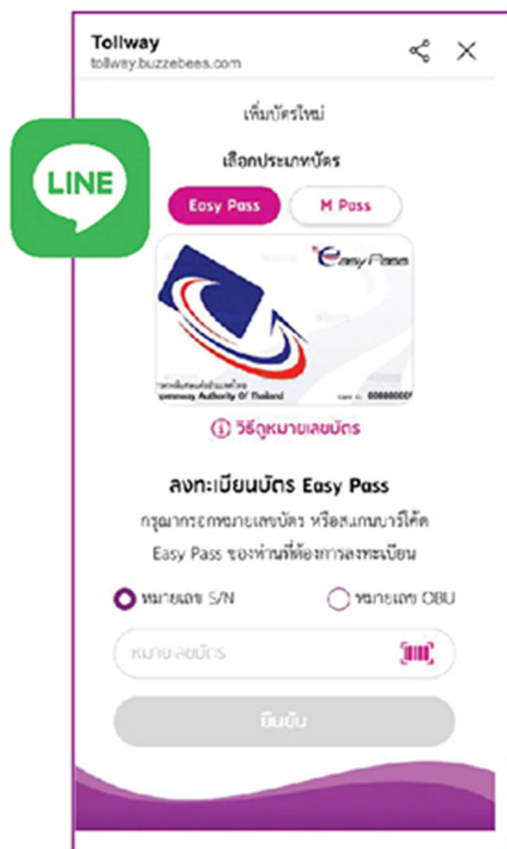 Tollway
tollway.buzzebees.com
เพิ่มบัตรใหม่
LINE
เลือกประเภทบัตร
Easy Pass
M Pass
Easy Pass
Authority Of Thailand
วิธีดูหมายเลขบัตร
ลงทะเบียนบัตร Easy Pass
กรุณากรอกหมายเลขบัตร หรือสแกนบาร์โค้ด
Easy Pass ของท่านที่ต้องการลงทะเบียน
หมายเลข S/N
หมายเลข OBU
หมายเลขบัตร
ยืนยัน